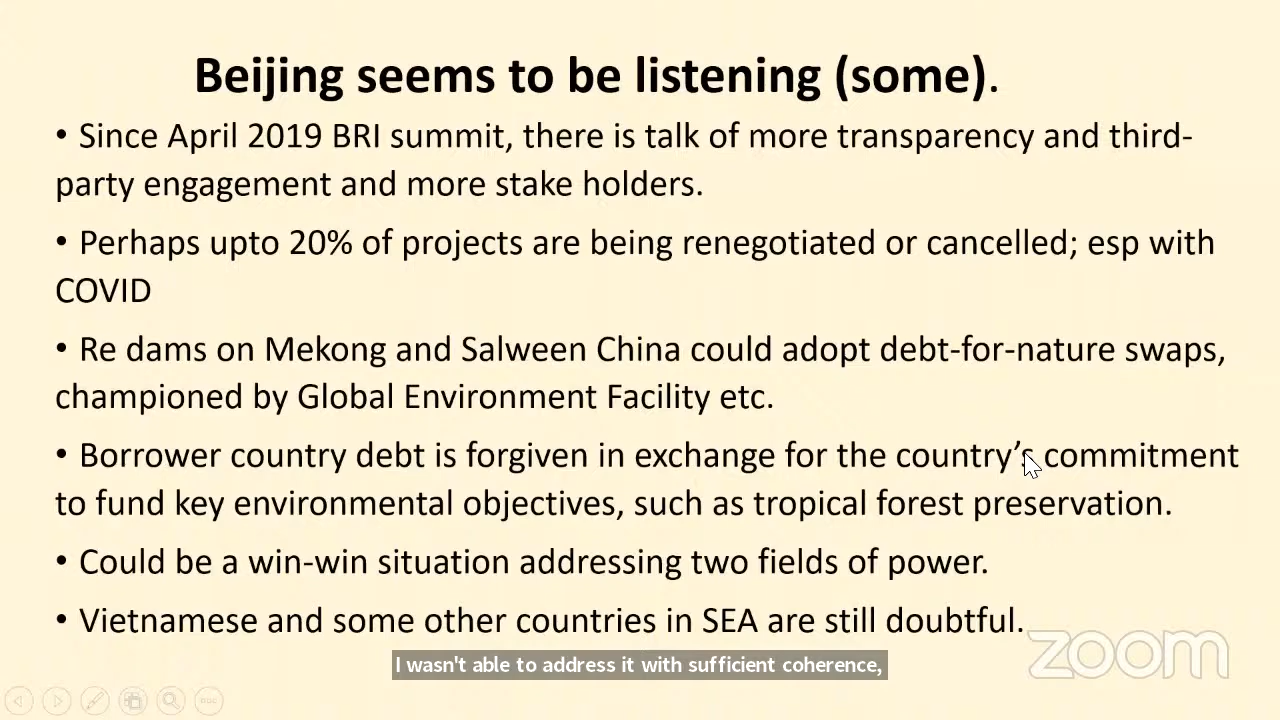 Beijing seems to be listening (some).
• Since April 2019 BRI summit, there is talk of more transparency and third-
party engagement and more stake holders.
• Perhaps upto 20% of projects are being renegotiated or cancelled; esp with
COVID
• Re dams on Mekong and Salween China could adopt debt-for-nature swaps,
championed by Global Environment Facility etc.
• Borrower country debt is forgiven in exchange for the country’s commitment
to fund key environmental objectives, such as tropical forest preservation.
• Could be a win-win situation addressing two fields of power.
• Vietnamese and some other countries in SEA are still doubtful.
I wasn't able to address it with sufficient coherence,
zoom